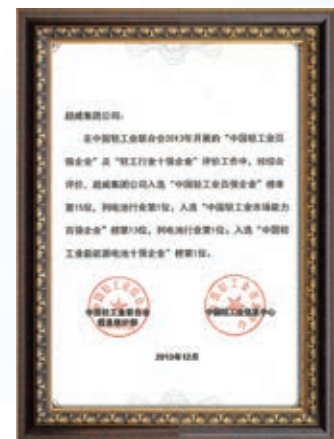 超威集团公司：
在中国轻工业联合会2013年开展的“中国轻工业百
强企业”及“轻工行业十强企业”评价工作中，经综合
评价，超威集团公司入选“中国轻工业百强企业”榜单
第15位，列电池行业第1位，入选“中国轻工业市场能力
百强企业”榜第13位，列电池行业第1位，入选“中国轻
工业新能源电池十强企业”榜第1位。
中国轻工业联合会
中国轻工业信息中心
2013年12月